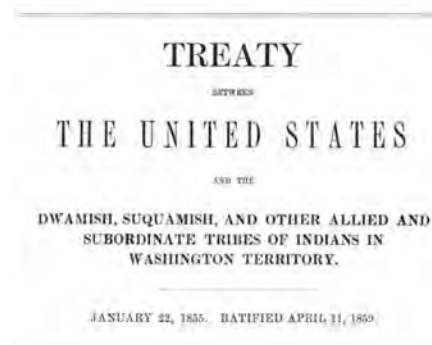 TREATY
BETWEEN
THE UNITED STATES
AND THE
DWAMISH, SUQUAMISH, AND OTHER ALLIED AND
SUBORDINATE TRIBES OF INDIANS IN
WASHINGTON TERRITORY.
JANUARY 22, 1855. RATIFIED APRIL 11, 1859.